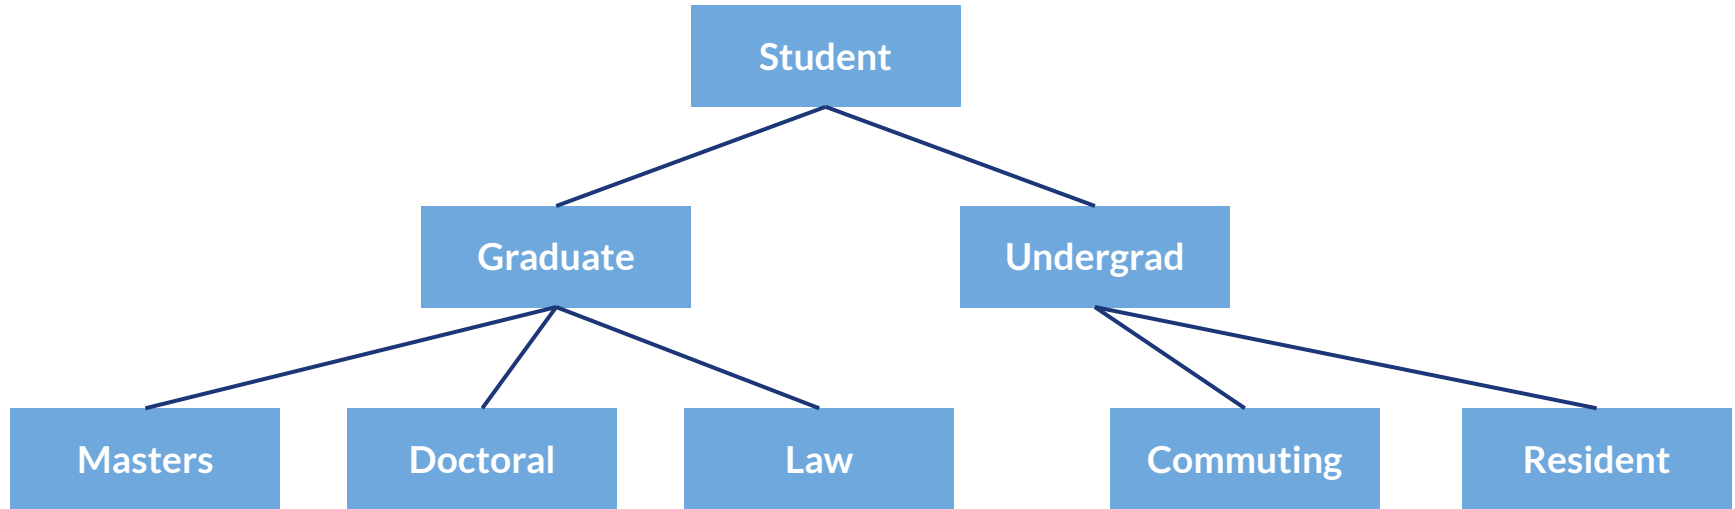 Student
Graduate
Undergrad
Masters
Doctoral
Law
Commuting
Resident